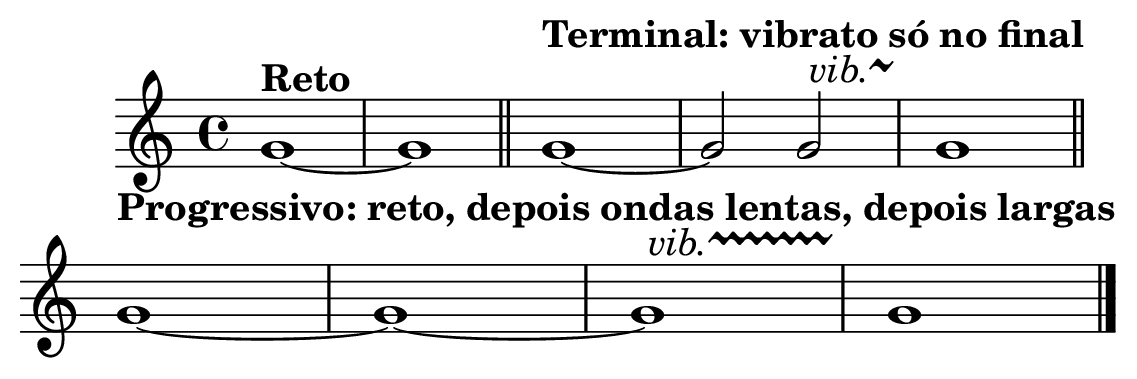 Terminal: vibrato só no final
Reto
vib.
Progressivo: reto, depois ondas lentas, depois largas
vib.